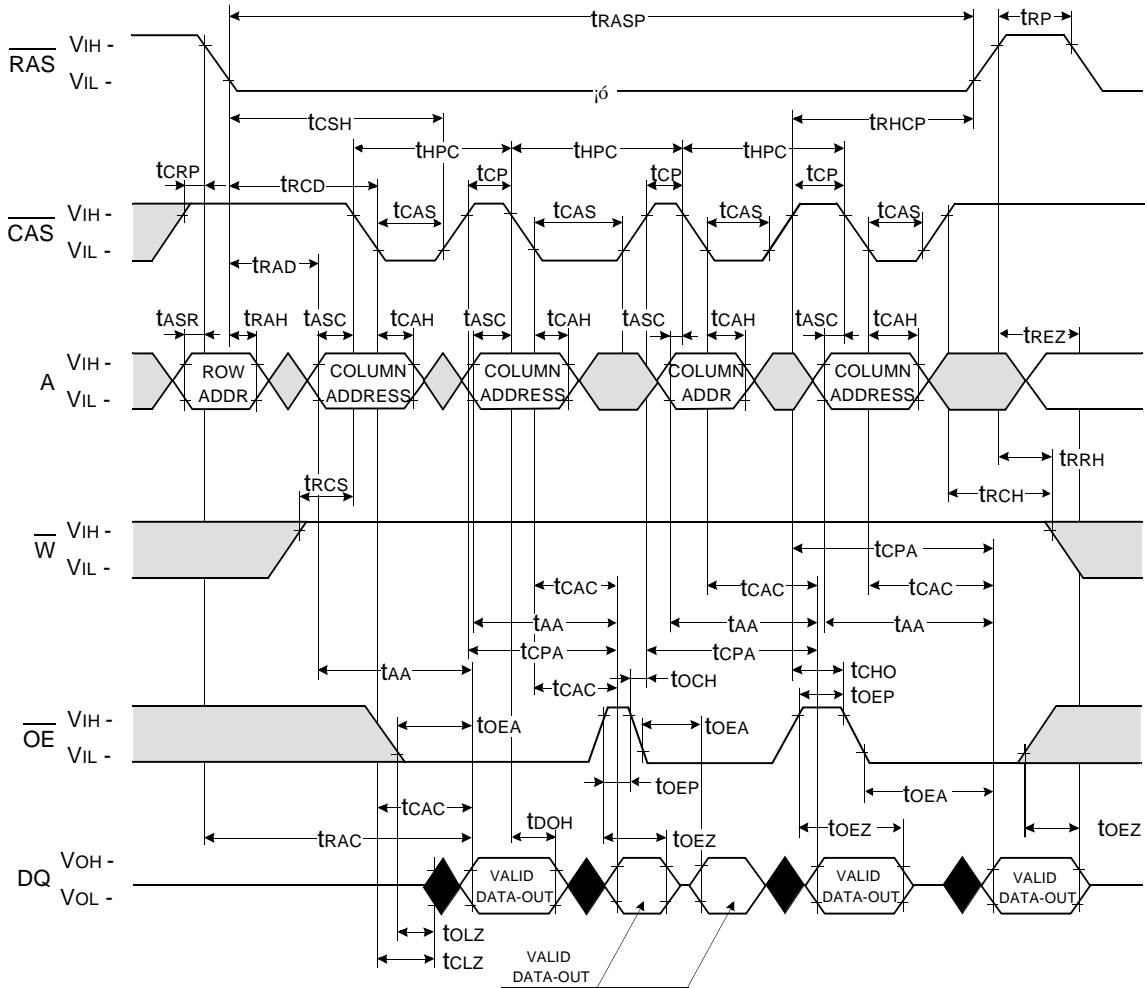 tRASP
tRP
RAS
VIH -
VIL -
¡ó
tCSH
tRHCP
tHPC
tHPC
tHPC
tCRP
tRCD
tCP
tCP
tCP
CAS
VIH -
VIL -
tCAS
tCAS
tCAS
tCAS
tRAD
tASR
tRAH
tASC
tCAH
tASC
tCAH
tASC
tCAH
tASC
tCAH
tREZ
A
VIH -
VIL -
ROW
ADDR
COLUMN
ADDRESS
COLUMN
ADDRESS
COLUMN
ADDR
COLUMN
ADDRESS
tRRH
tRCS
tRCH
W
VIH -
VIL -
tCPA
tCAC
tCAC
tCAC
tAA
tAA
tAA
tCPA
tCPA
tAA
tCHO
tCAC
tOCH
tOEP
OE
VIH -
VIL -
tOEA
tOEA
tOEP
tOEA
tCAC
tDOH
tOEZ
tOEZ
tOEZ
tRAC
DQ
VOH -
VOL -
VALID
DATA-OUT
VALID
DATA-OUT
VALID
DATA-OUT
tOLZ
tCLZ
VALID
DATA-OUT